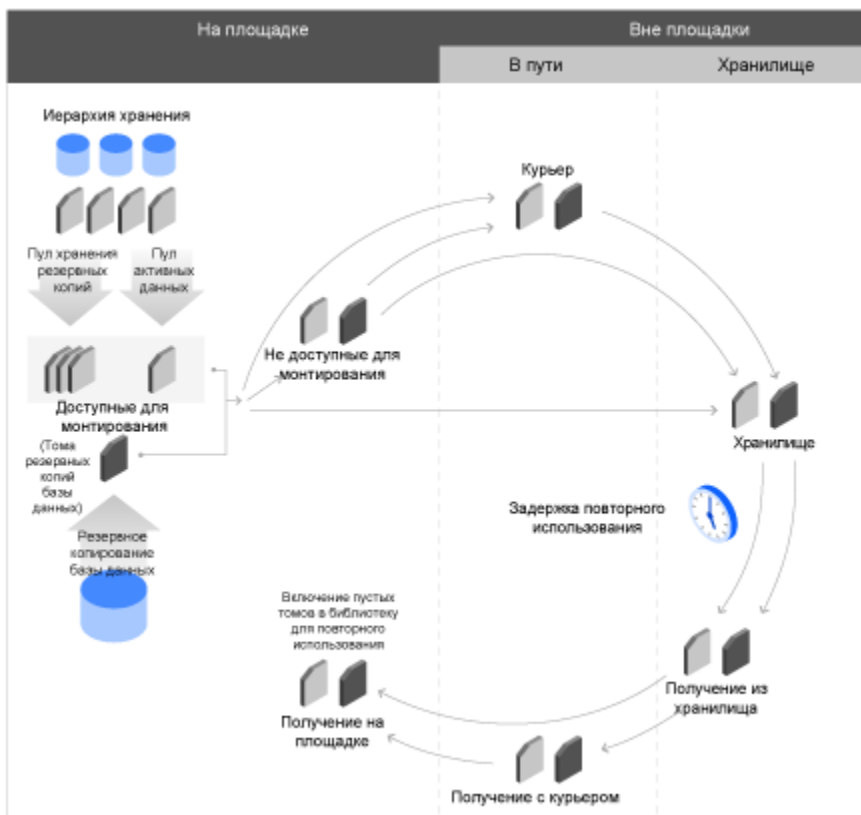 На площадке
Вне площадки
В пути
Хранилище
Иерархия хранения
Пул хранения
резервных
копий
Пул
активных
данных
Курьер
Не доступные для
монтирования
Доступные для
монтирования
(Тома
резервных
копий
базы
данных)
Хранилище
Задержка повторного
использования
Резервное
копирование
базы данных
Включение пустых
томов в библиотеку
для повторного
использования
Получение из
хранилища
Получение на
площадке
Получение с курьером